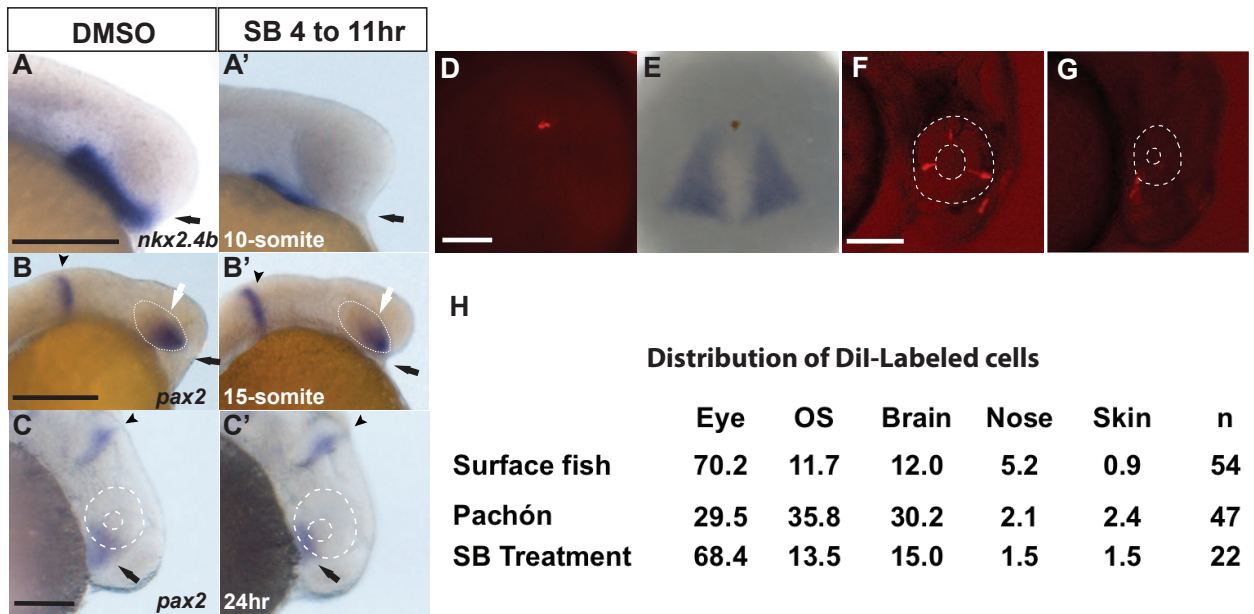 DMSO SB 4 to 11hr
A A' D E F G
nkx2.4b 10-somite
B B'
pax2 15-somite
C C'
pax2 24hr
H
Distribution of DiI-Labeled cells
Eye OS Brain Nose Skin n
Surface fish 70.2 11.7 12.0 5.2 0.9 54
Pachón 29.5 35.8 30.2 2.1 2.4 47
SB Treatment 68.4 13.5 15.0 1.5 1.5 22